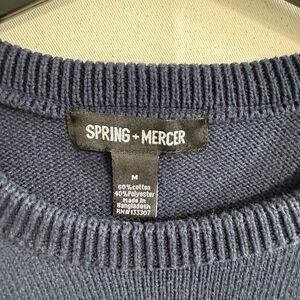 SPRING + MERCER
M
60%cotton
40%Polyester
Made In
Bangladesh
RN#133307